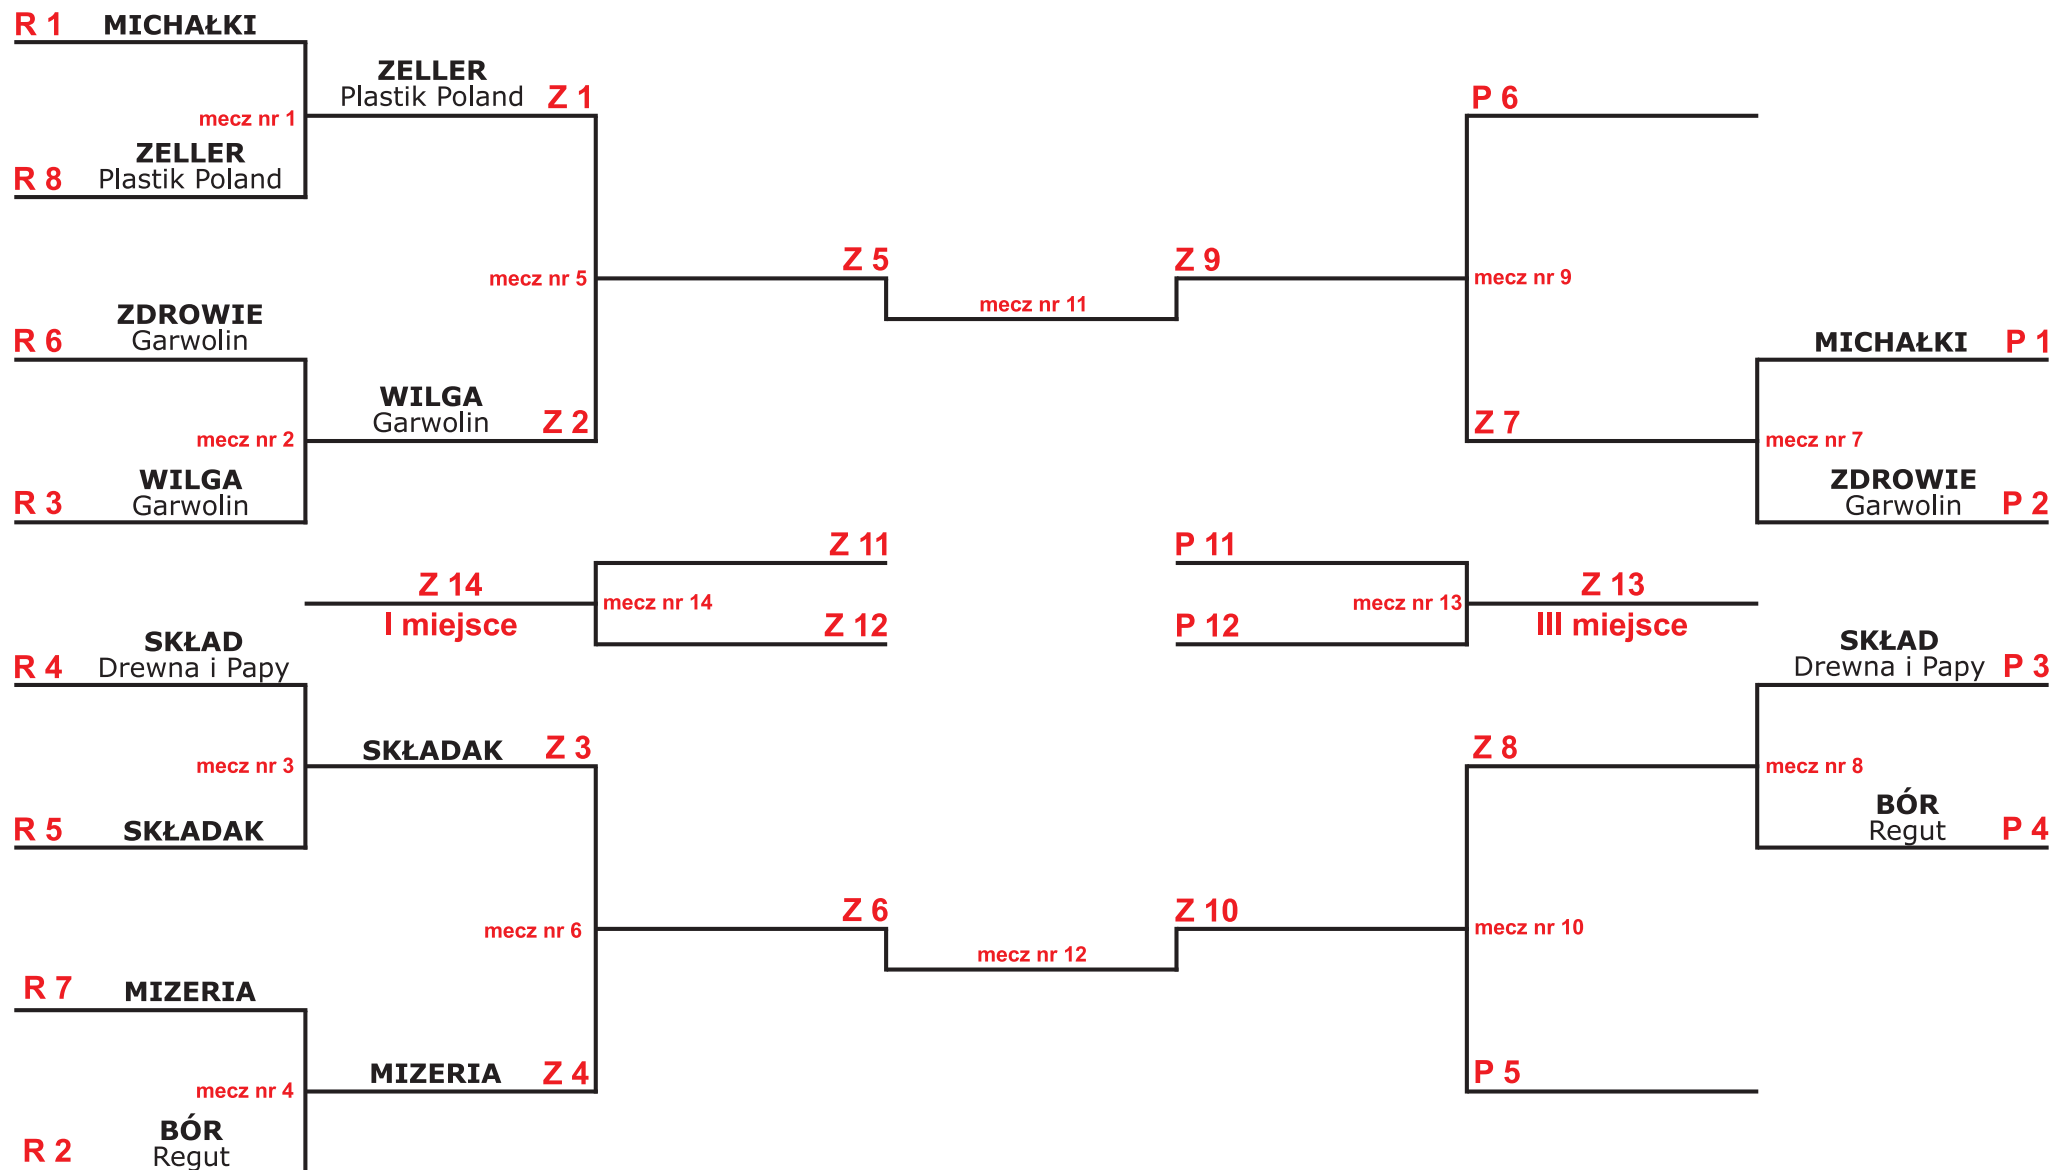 R 1 MICHAŁKI
ZELLER
Plastik Poland Z 1
P 6
mecz nr 1
ZELLER
R 8 Plastik Poland
Z 5
Z 9
mecz nr 5
mecz nr 11
mecz nr 9
ZDROWIE
R 6 Garwolin
MICHAŁKI P 1
WILGA
Garwolin Z 2
Z 7
mecz nr 2
mecz nr 7
WILGA
R 3 Garwolin
ZDROWIE
Garwolin P 2
Z 11
P 11
Z 14
I miejsce
mecz nr 14
mecz nr 13
Z 13
III miejsce
Z 12
P 12
SKŁAD
R 4 Drewna i Papy
SKŁAD
Drewna i Papy P 3
SKŁADAK Z 3
Z 8
mecz nr 3
mecz nr 8
R 5 SKŁADAK
BÓR
Regut P 4
Z 6
Z 10
mecz nr 6
mecz nr 12
mecz nr 10
R 7 MIZERIA
MIZERIA Z 4
P 5
mecz nr 4
BÓR
R 2 Regut